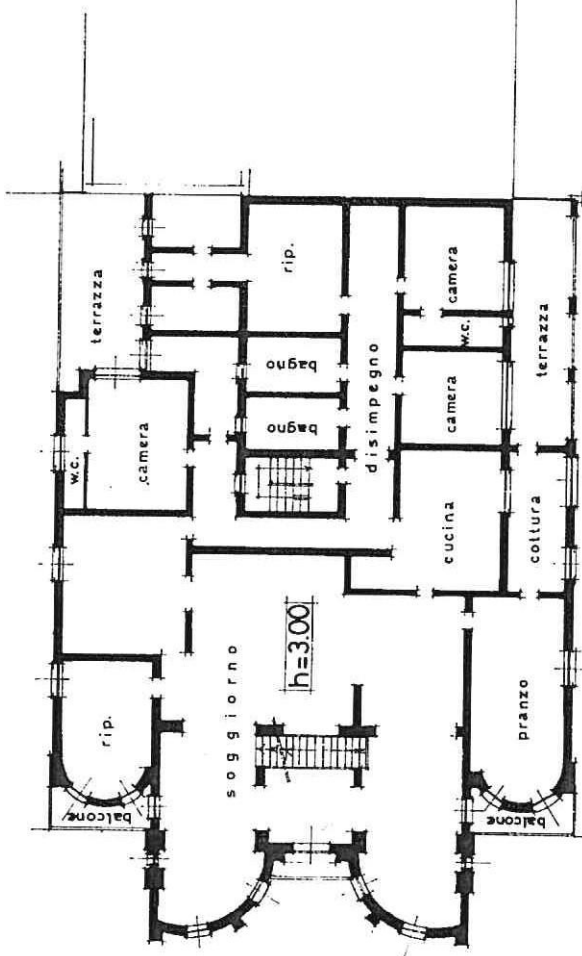 terrazza
rip.
camera
w.c.
camera
terrazza
bagno
bagno
disimpegno
w.c.
camera
cucina
cottura
soggiorno
h=3.00
rip.
balcone
pranzo
balcone